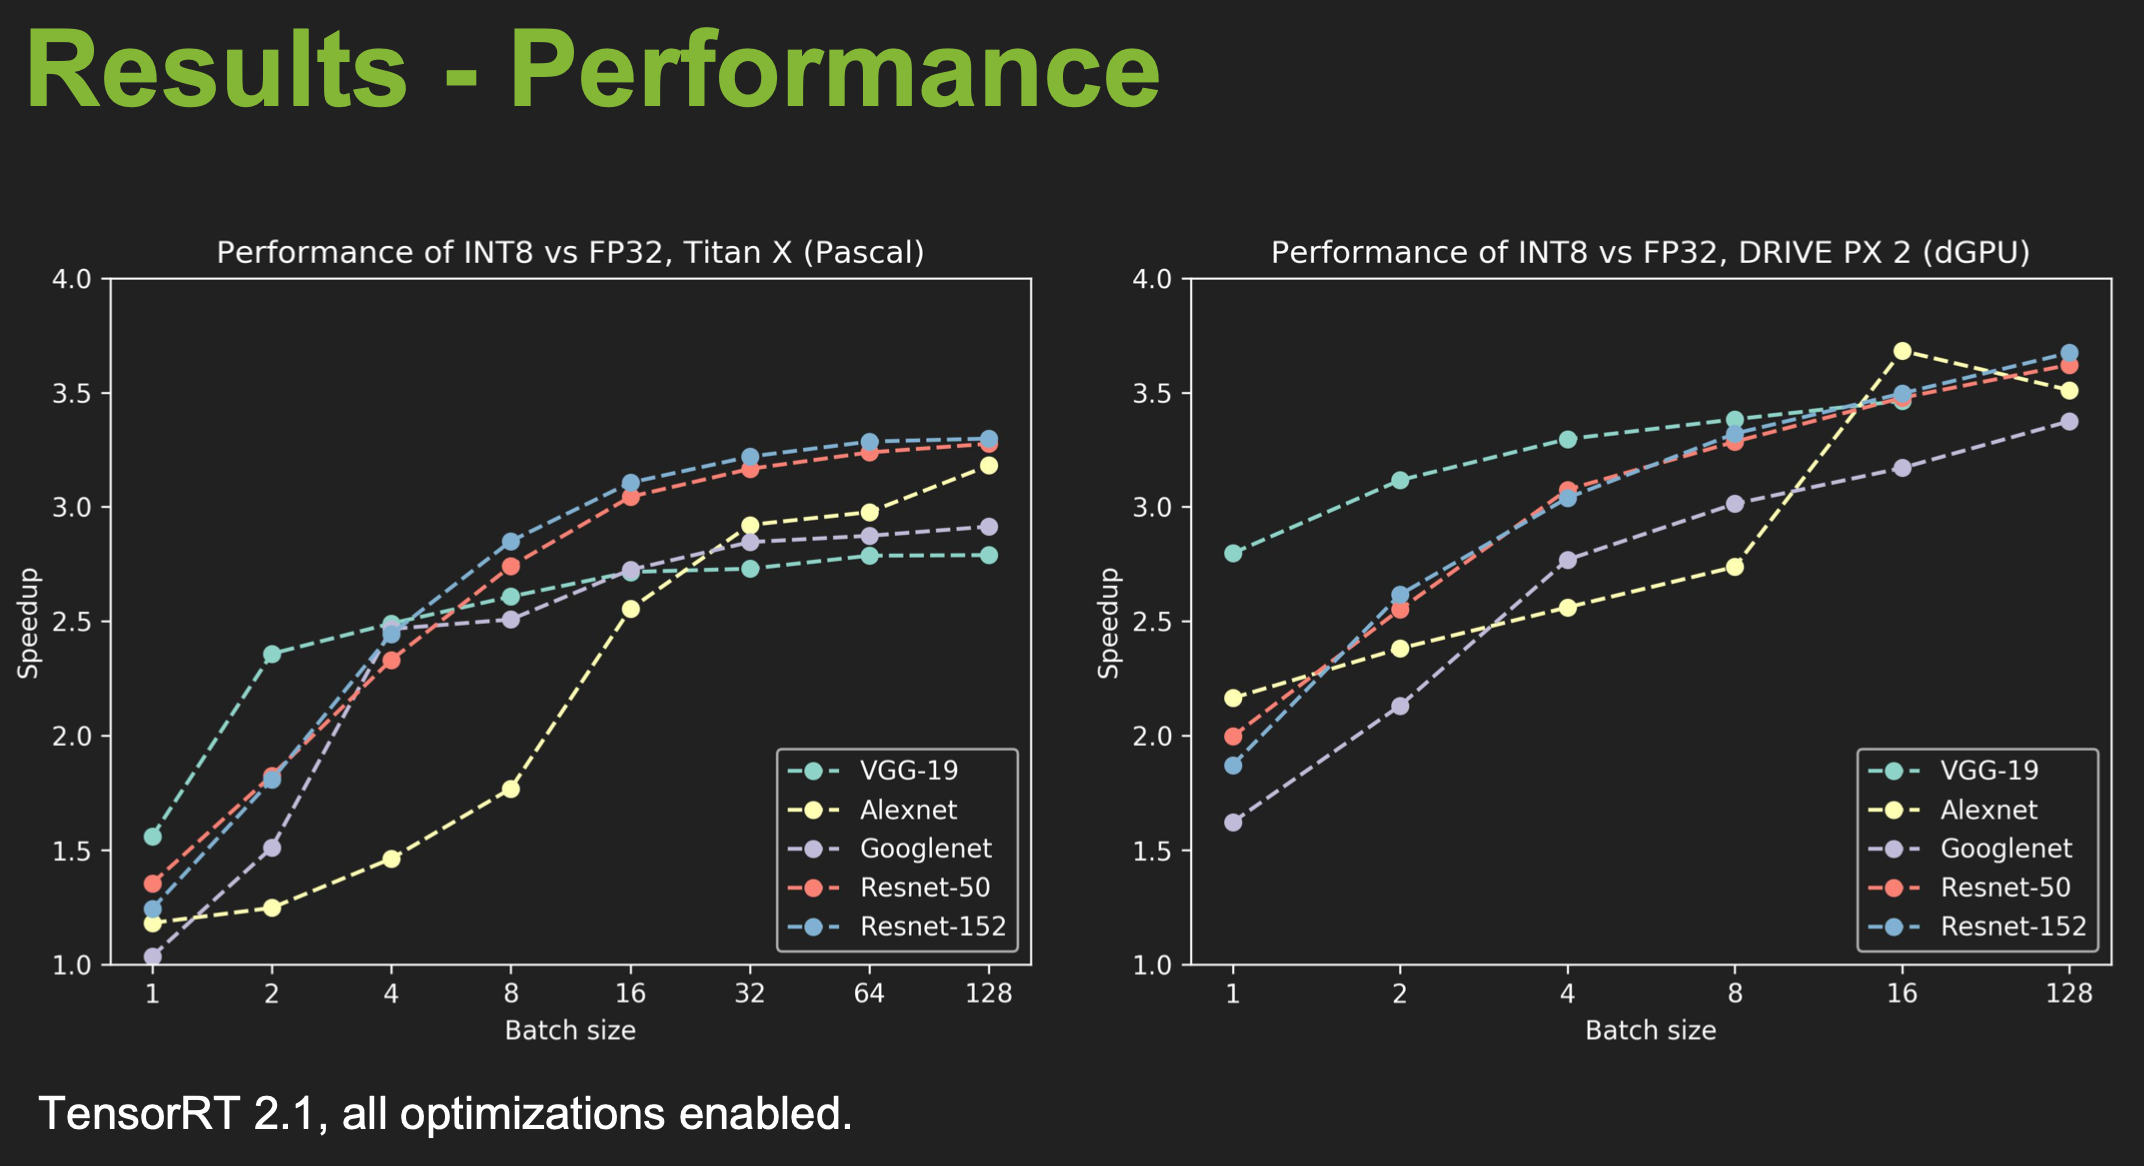 Results - Performance
Performance of INT8 vs FP32, Titan X (Pascal)
4.0
3.5
3.0
2.5
2.0
1.5
1.0
Speedup
VGG-19
Alexnet
Googlenet
Resnet-50
Resnet-152
1 2 4 8 16 32 64 128
Batch size
Performance of INT8 vs FP32, DRIVE PX 2 (dGPU)
4.0
3.5
3.0
2.5
2.0
1.5
1.0
Speedup
VGG-19
Alexnet
Googlenet
Resnet-50
Resnet-152
1 2 4 8 16 128
Batch size
TensorRT 2.1, all optimizations enabled.